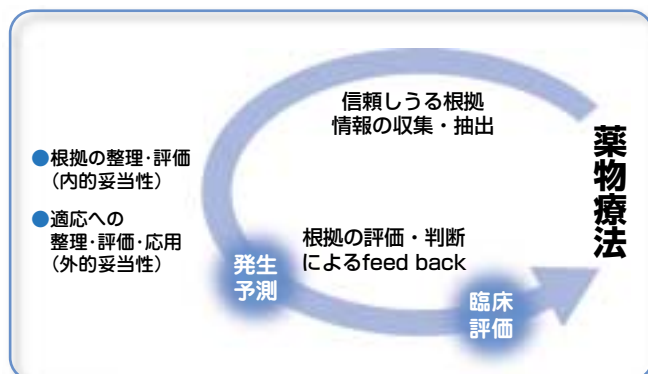 信頼しうる根拠
情報の収集・抽出
●根拠の整理・評価
(内的妥当性)
●適応への
整理・評価・応用
(外的妥当性)
根拠の評価・判断
によるfeed back
発生
予測
臨床
評価
薬物療法